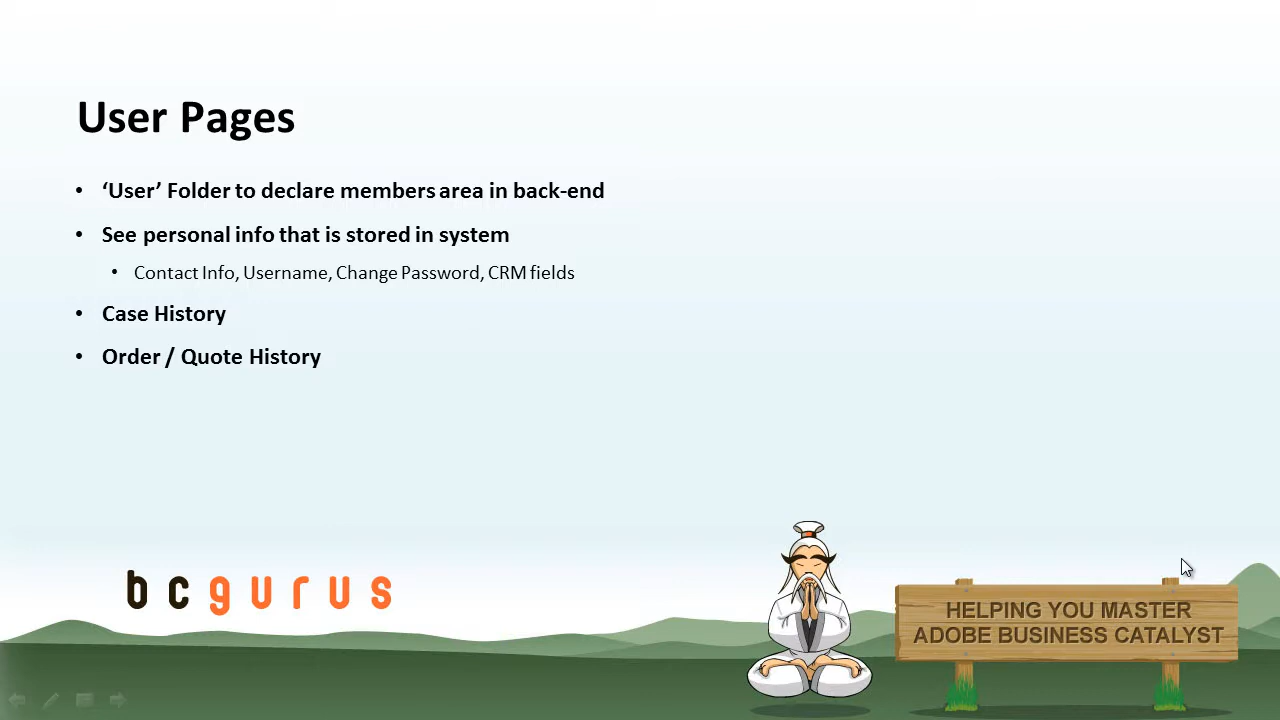 User Pages
• ‘User’ Folder to declare members area in back-end
• See personal info that is stored in system
• Contact Info, Username, Change Password, CRM fields
• Case History
• Order / Quote History
bcgurus
HELPING YOU MASTER
ADOBE BUSINESS CATALYST